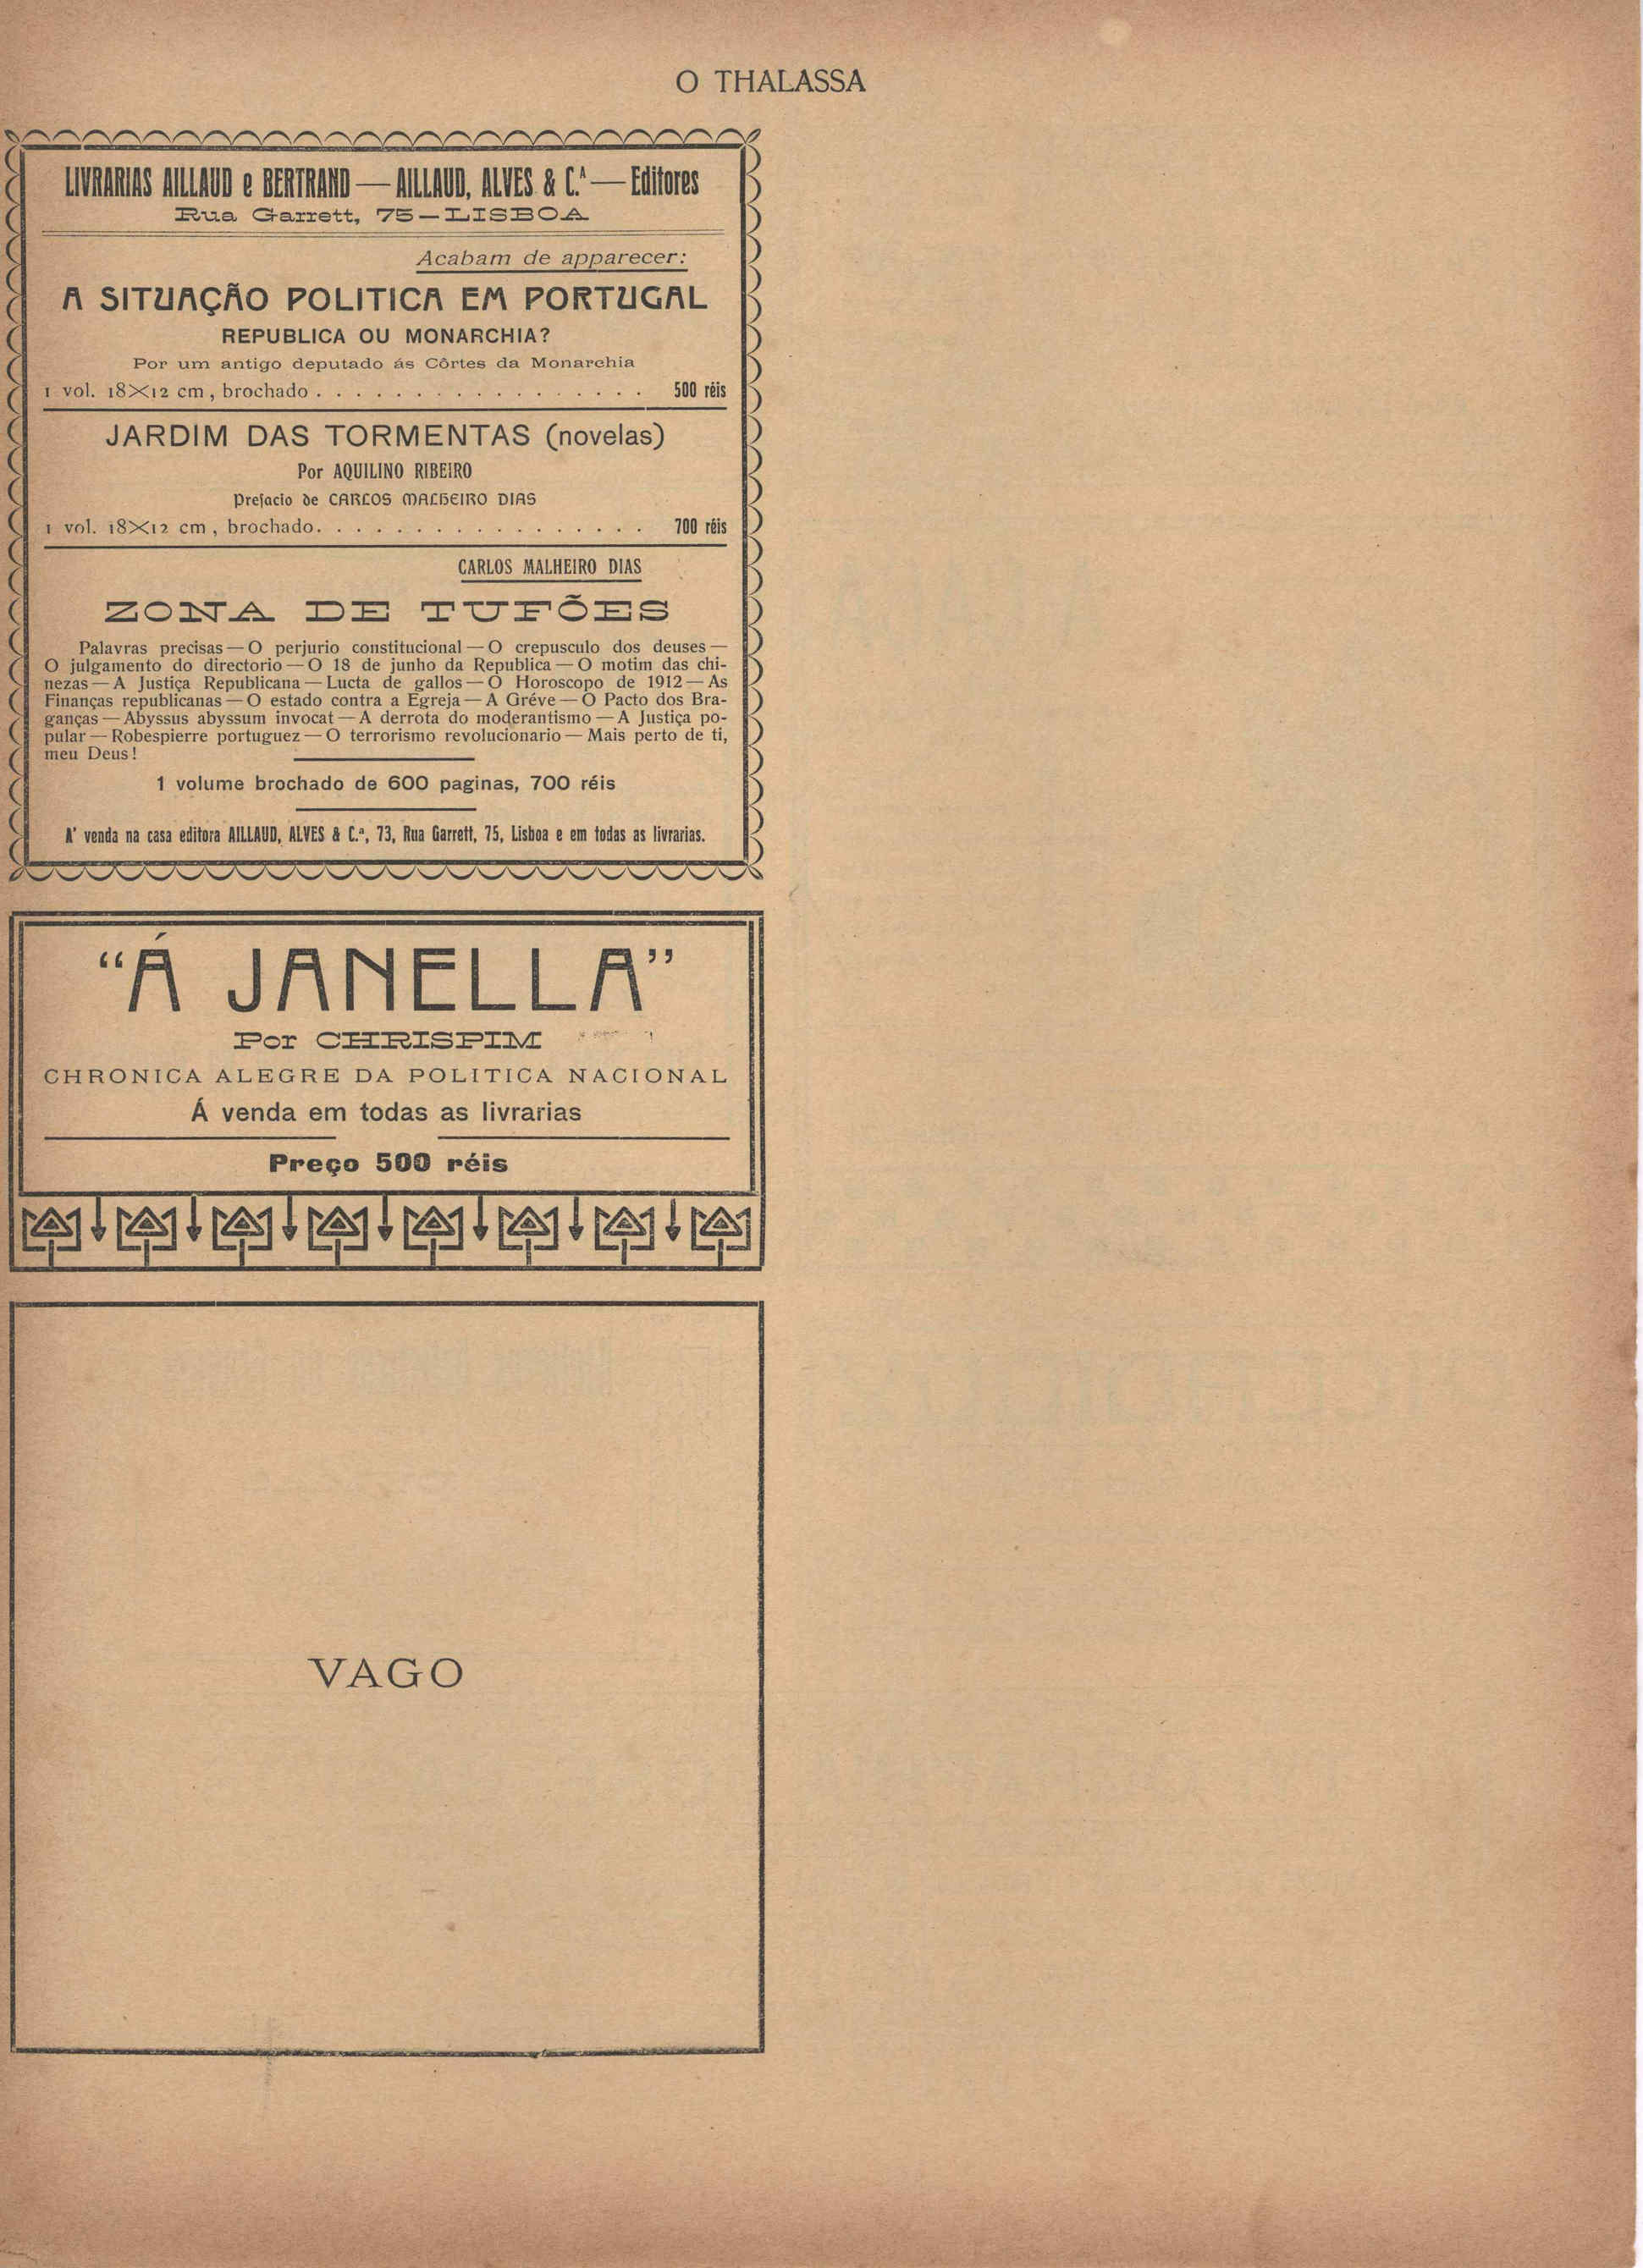 O THALASSA
LIVRARIAS AILLAUD e BERTRAND — AILLAUD, ALVES & C.ª — Editores
Rua Garrett, 75 — LISBOA
Acabam de apparecer:
A SITUAÇÃO POLITICA EM PORTUGAL
REPUBLICA OU MONARCHIA?
Por um antigo deputado ás Côrtes da Monarchia
1 vol. 18×12 cm, brochado . . . . . . . . . . . . . . . . . 500 réis
JARDIM DAS TORMENTAS (novelas)
Por AQUILINO RIBEIRO
Prefacio de CARLOS MALHEIRO DIAS
1 vol. 18×12 cm, brochado. . . . . . . . . . . . . . . . . 700 réis
CARLOS MALHEIRO DIAS
ZONA DE TUFÕES
Palavras precisas — O perjurio constitucional — O crepusculo dos deuses —
O julgamento do directorio — O 18 de junho da Republica — O motim das chi-
nezas — A Justiça Republicana — Lucta de gallos — O Horoscopo de 1912 — As
Finanças republicanas — O estado contra a Egreja — A Gréve — O Pacto dos Bra-
ganças — Abyssus abyssum invocat — A derrota do moderantismo — A Justiça po-
pular — Robespierre portuguez — O terrorismo revolucionario — Mais perto de ti,
meu Deus!
1 volume brochado de 600 paginas, 700 réis
A' venda na casa editora AILLAUD, ALVES & C.ª, 73, Rua Garrett, 75, Lisboa e em todas as livrarias.
“Á JANELLA”
Por CHRISPIM
CHRONICA ALEGRE DA POLITICA NACIONAL
Á venda em todas as livrarias
Preço 500 réis
VAGO